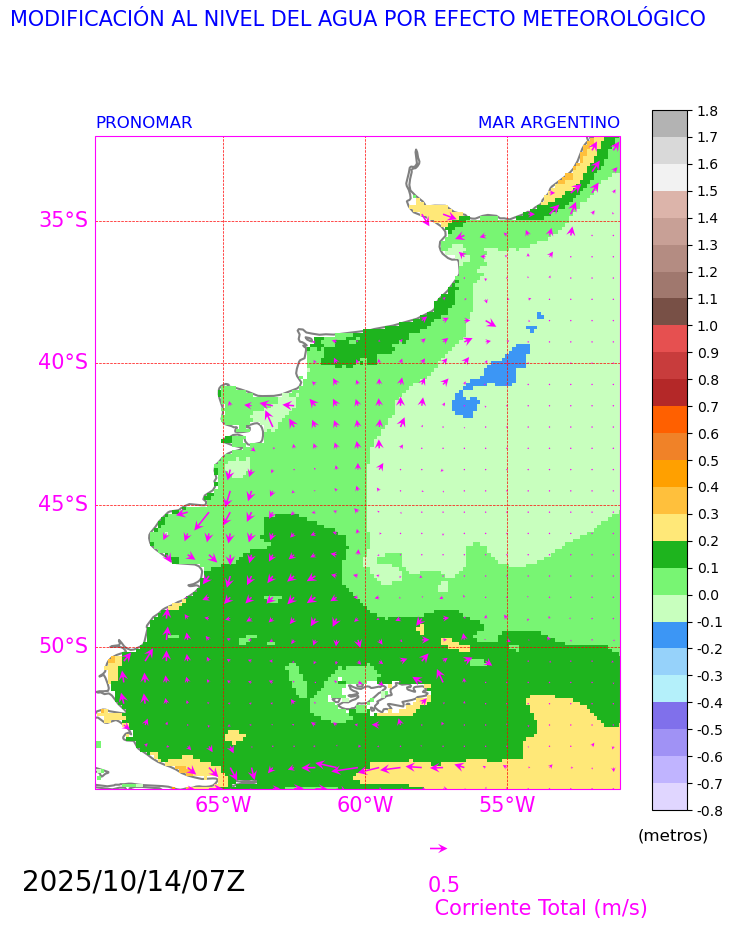 MODIFICACIÓN AL NIVEL DEL AGUA POR EFECTO METEOROLÓGICO
PRONOMAR MAR ARGENTINO
35°S
40°S
45°S
50°S
65°W 60°W 55°W
1.8
1.7
1.6
1.5
1.4
1.3
1.2
1.1
1.0
0.9
0.8
0.7
0.6
0.5
0.4
0.3
0.2
0.1
0.0
-0.1
-0.2
-0.3
-0.4
-0.5
-0.6
-0.7
-0.8
(metros)
2025/10/14/07Z
0.5
Corriente Total (m/s)